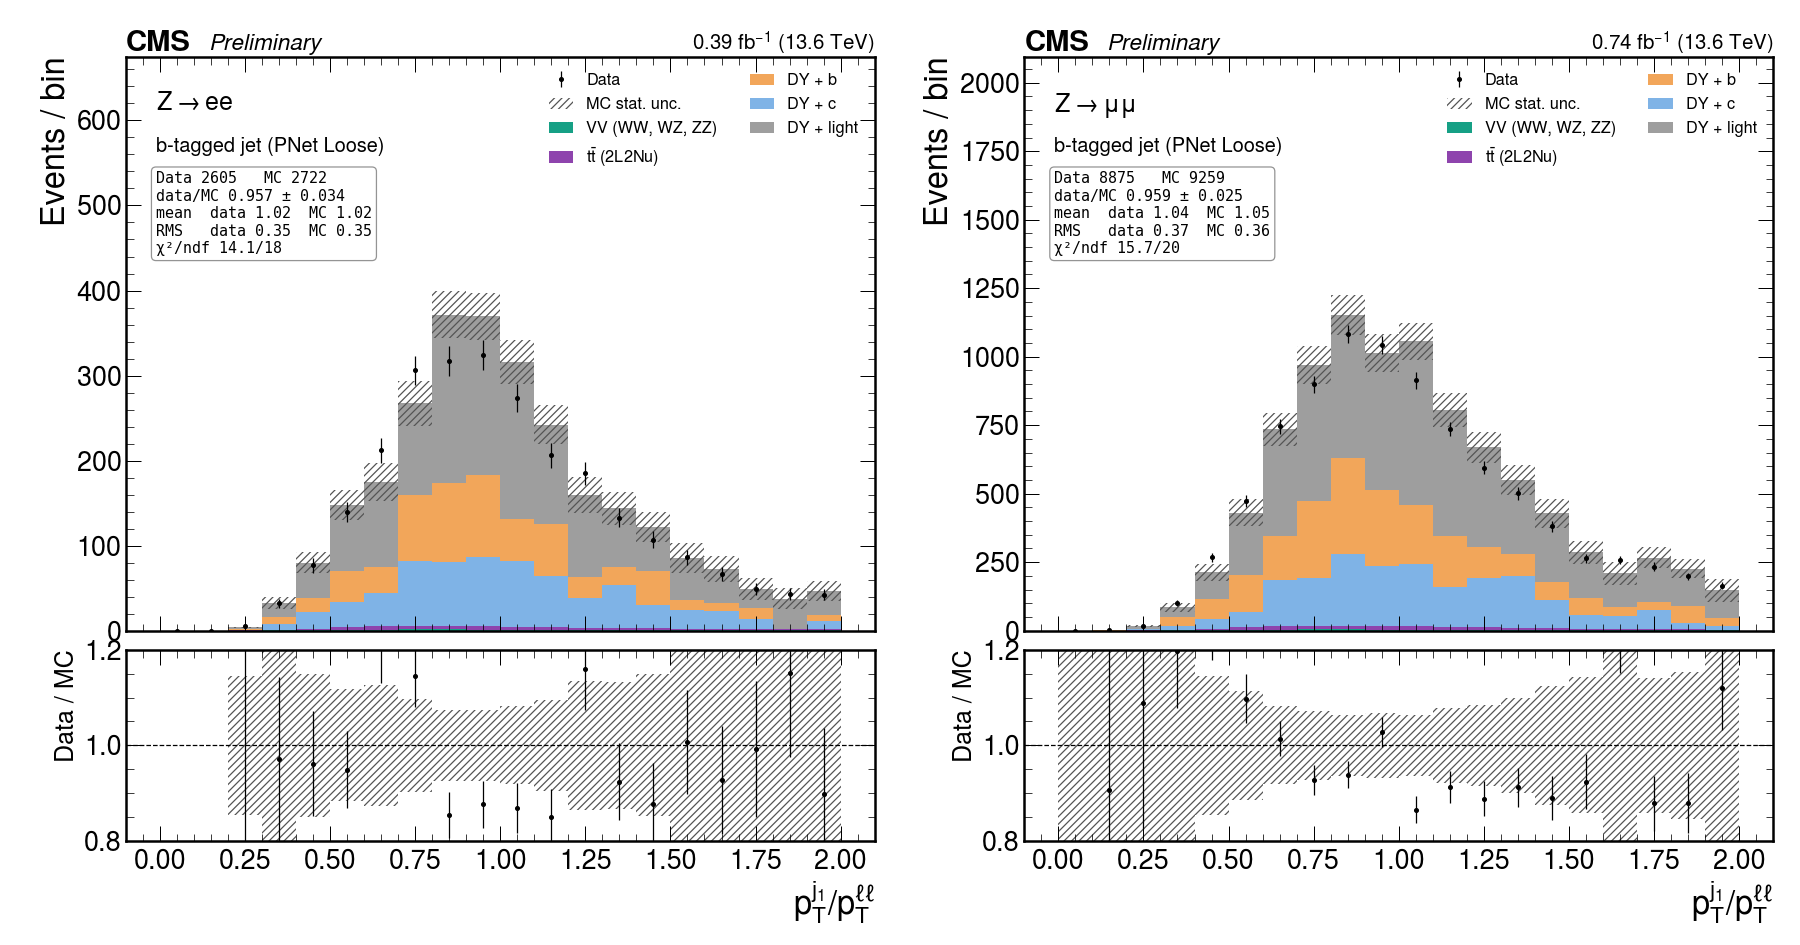 CMS Preliminary 0.39 fb⁻¹ (13.6 TeV)
Events / bin
Z → ee
b-tagged jet (PNet Loose)
Data 2605   MC 2722
data/MC 0.957 ± 0.034
mean  data 1.02  MC 1.02
RMS   data 0.35  MC 0.35
χ²/ndf 14.1/18
Data
MC stat. unc.
VV (WW, WZ, ZZ)
tt̄ (2L2Nu)
DY + b
DY + c
DY + light
600
500
400
300
200
100
0
Data / MC
1.2
1.0
0.8
0.00 0.25 0.50 0.75 1.00 1.25 1.50 1.75 2.00
p_T^{j₁}/p_T^{ℓℓ}
CMS Preliminary 0.74 fb⁻¹ (13.6 TeV)
Events / bin
Z → μμ
b-tagged jet (PNet Loose)
Data 8875   MC 9259
data/MC 0.959 ± 0.025
mean  data 1.04  MC 1.05
RMS   data 0.37  MC 0.36
χ²/ndf 15.7/20
Data
MC stat. unc.
VV (WW, WZ, ZZ)
tt̄ (2L2Nu)
DY + b
DY + c
DY + light
2000
1750
1500
1250
1000
750
500
250
0
Data / MC
1.2
1.0
0.8
0.00 0.25 0.50 0.75 1.00 1.25 1.50 1.75 2.00
p_T^{j₁}/p_T^{ℓℓ}